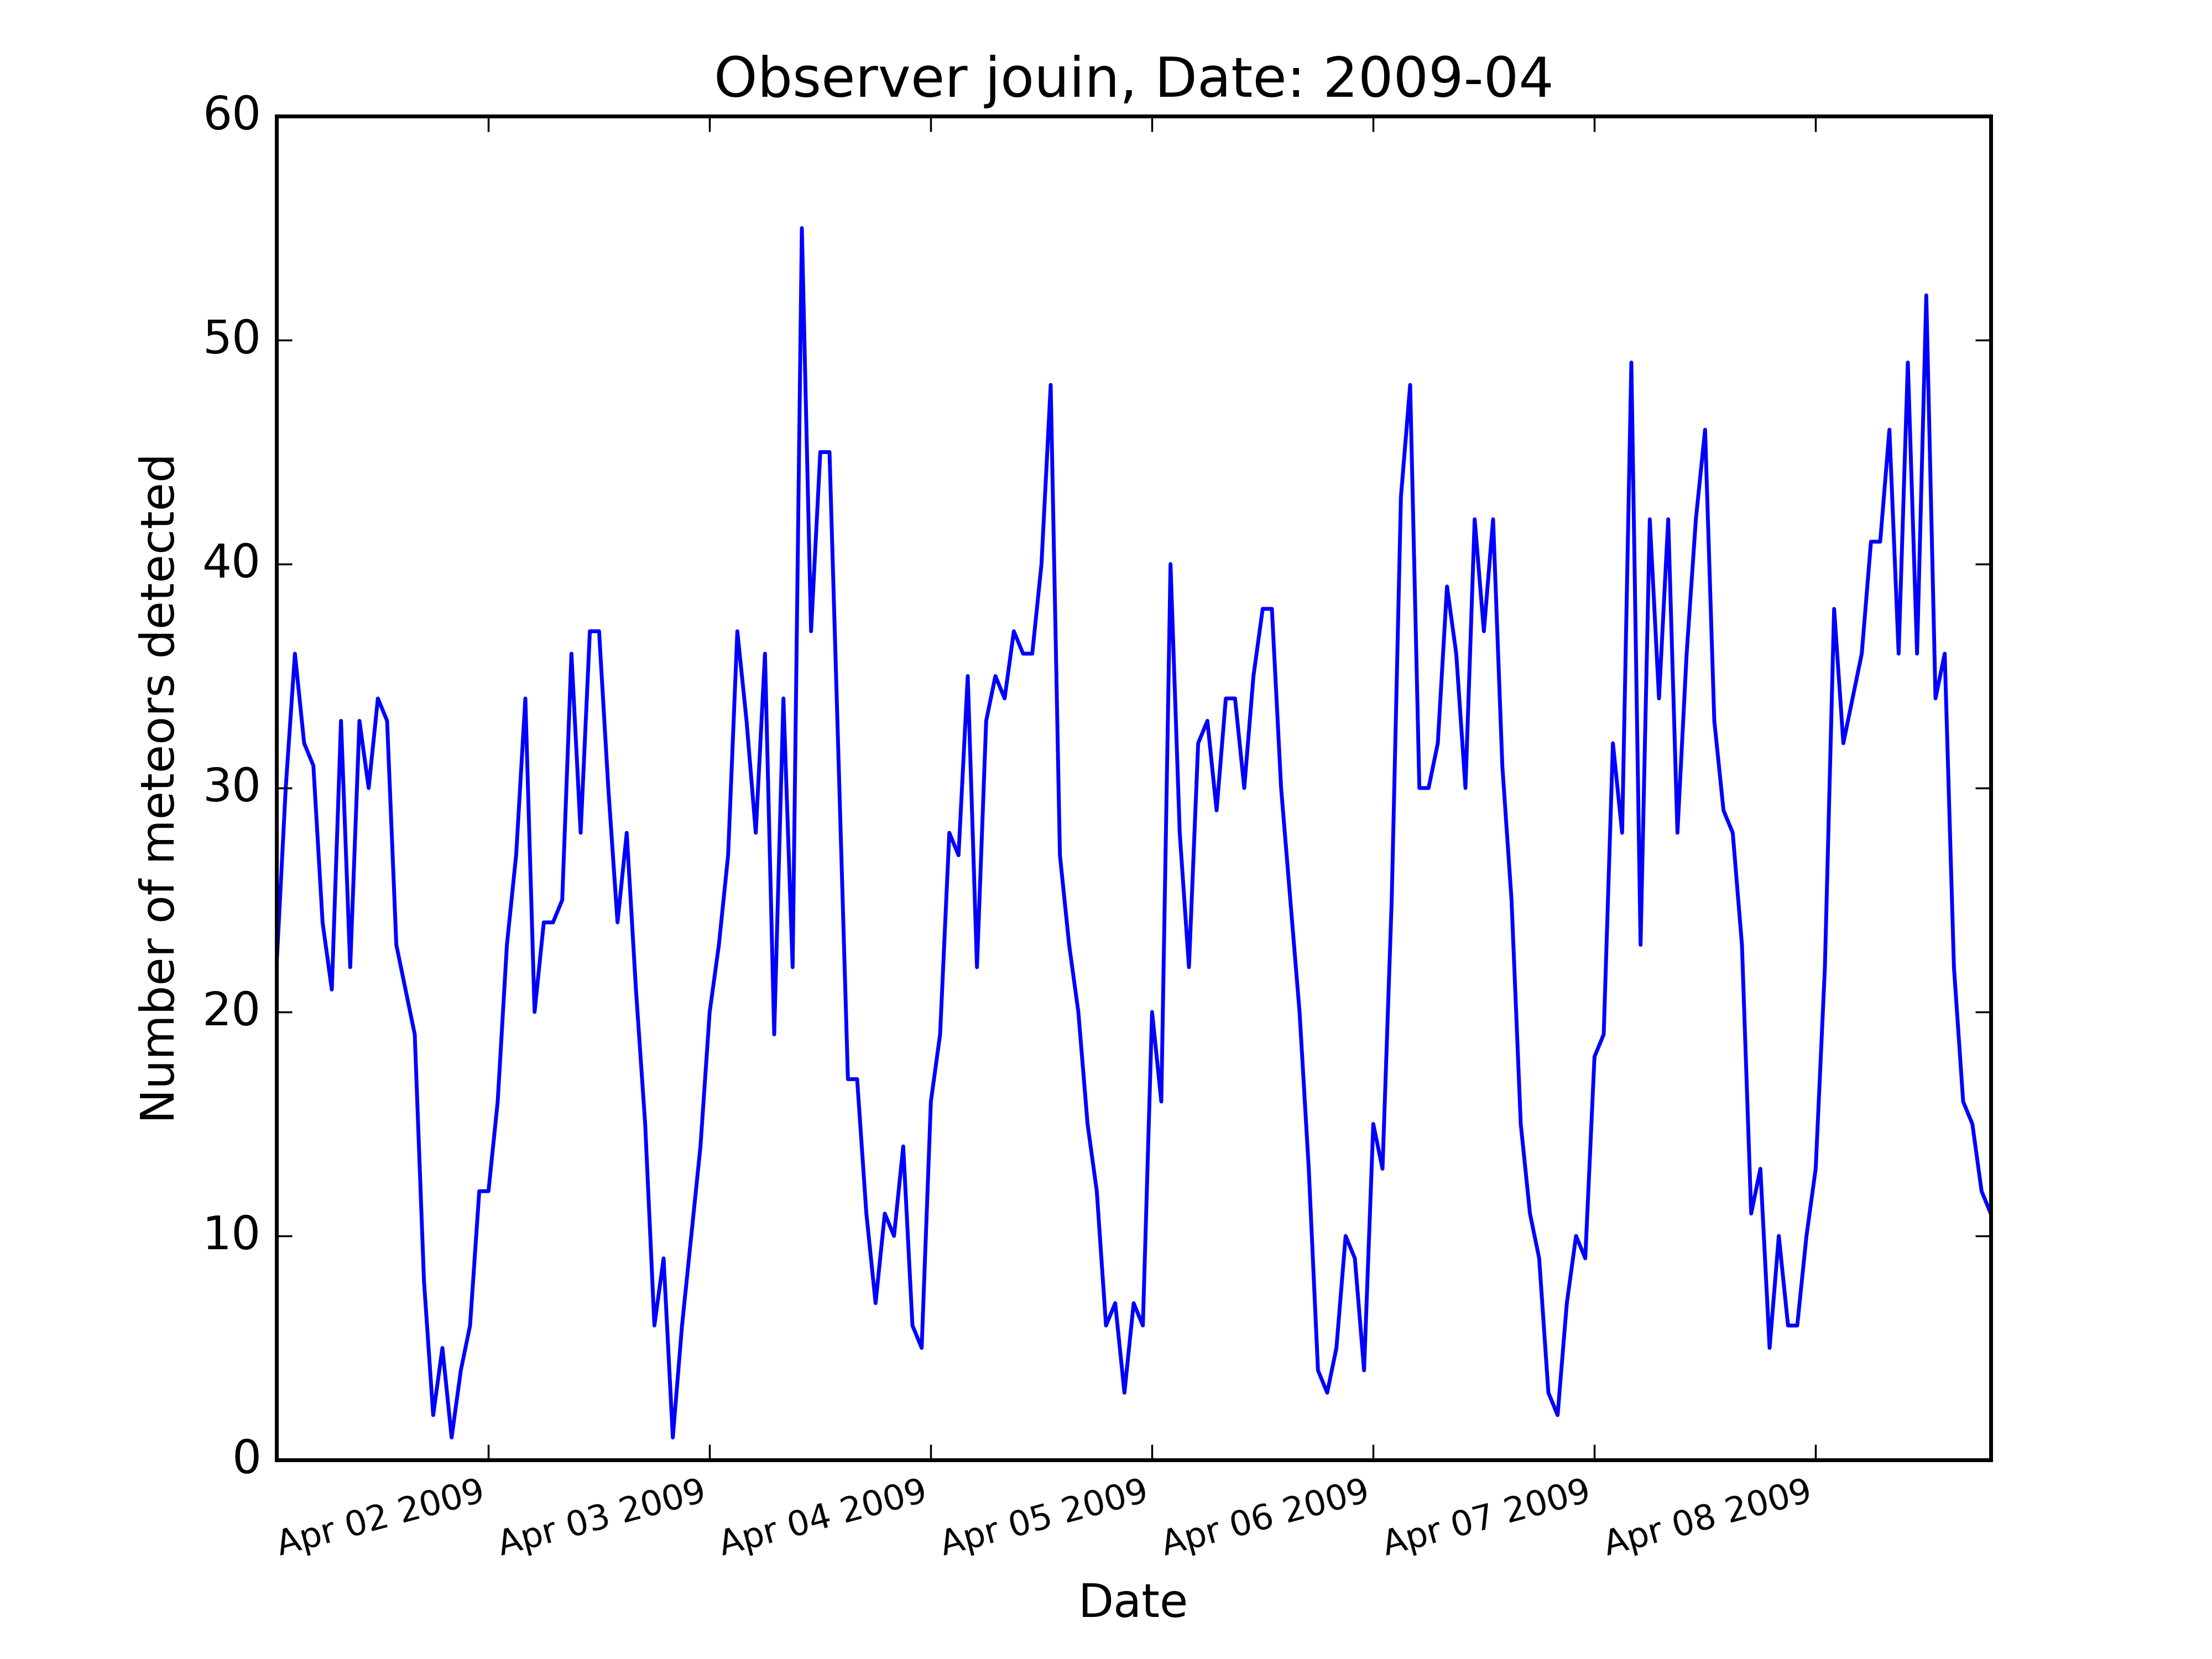 Observer jouin, Date: 2009-04
60
50
40
30
20
10
0
Number of meteors detected
Apr 02 2009
Apr 03 2009
Apr 04 2009
Apr 05 2009
Apr 06 2009
Apr 07 2009
Apr 08 2009
Date